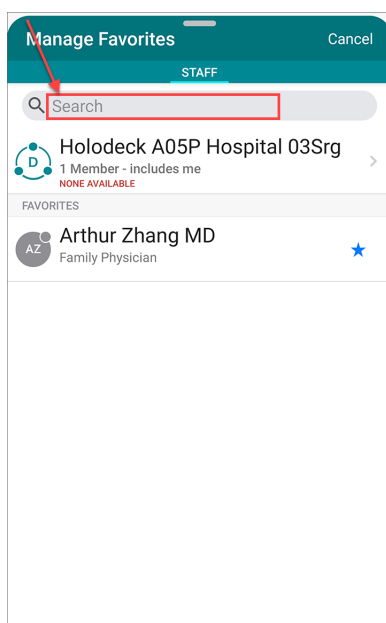 Manage Favorites
Cancel
STAFF
Search
D
Holodeck A05P Hospital 03Srg
1 Member - includes me
NONE AVAILABLE
FAVORITES
AZ
Arthur Zhang MD
Family Physician